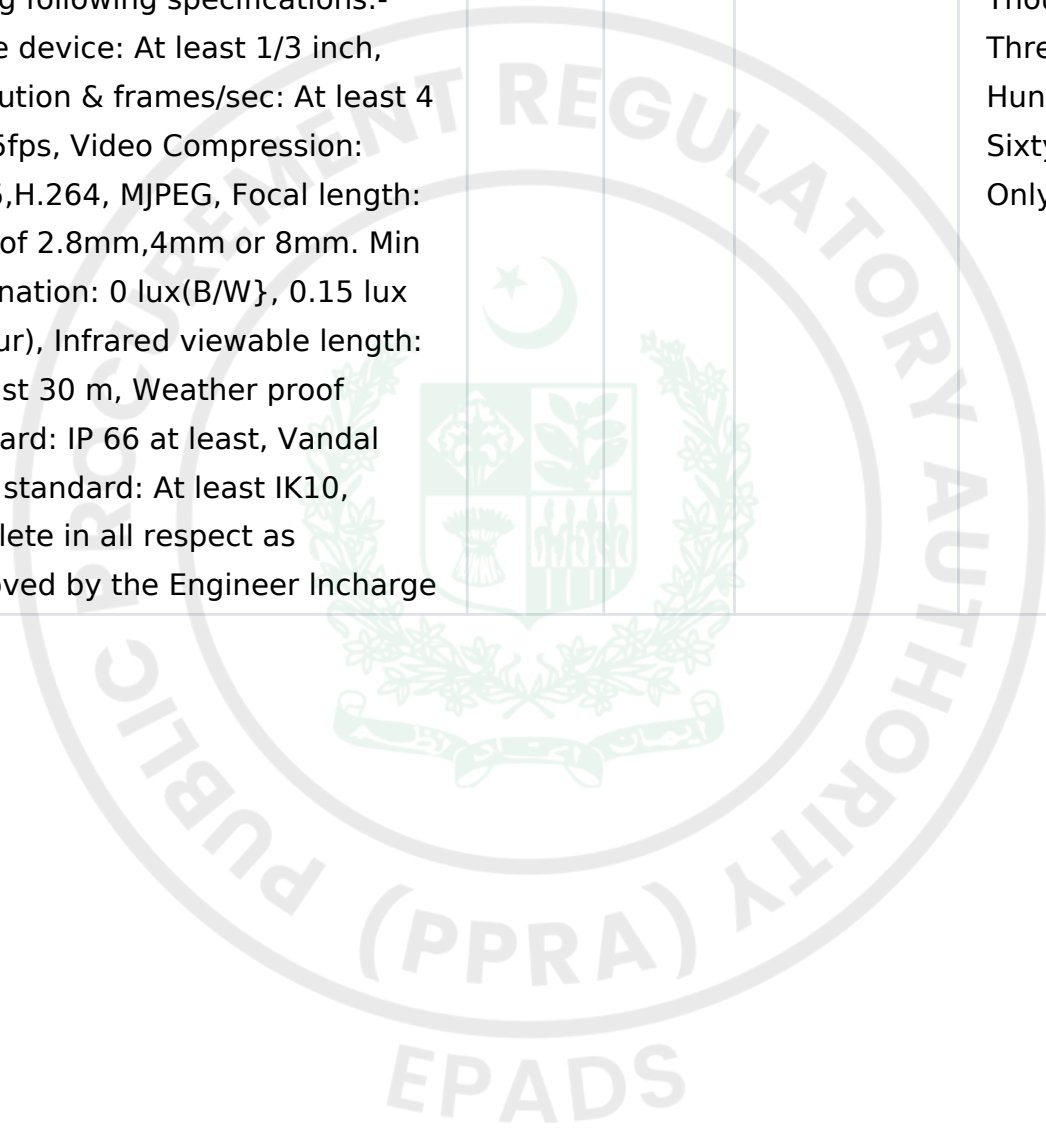 g following specifications:-
e device: At least 1/3 inch,
ution & frames/sec: At least 4
5fps, Video Compression:
5,H.264, MJPEG, Focal length:
of 2.8mm,4mm or 8mm. Min
nation: 0 lux(B/W}, 0.15 lux
ur), Infrared viewable length:
st 30 m, Weather proof
ard: IP 66 at least, Vandal
standard: At least IK10,
lete in all respect as
oved by the Engineer Incharge
Thou
Thre
Hun
Sixty
Only
PUBLIC PROCUREMENT REGULATORY AUTHORITY
(PPRA)
EPADS